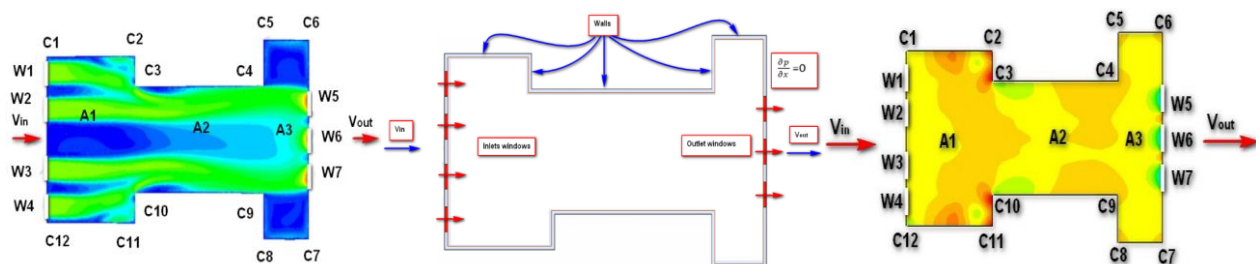 C5 C6
C1 C2
W1
C3 C4
W2
A1
W5
Vin
A2
A3
W6
Vout
W3
W7
W4
C10 C9
C12 C11
C8 C7
Walls
∂p/∂x=0
Vin
Inlets windows
Outlet windows
Vout
C5 C6
C1 C2
W1
C3 C4
W2
W5
Vin
A1
A2
A3
W6
Vout
W3
W7
W4
C10 C9
C12 C11
C8 C7